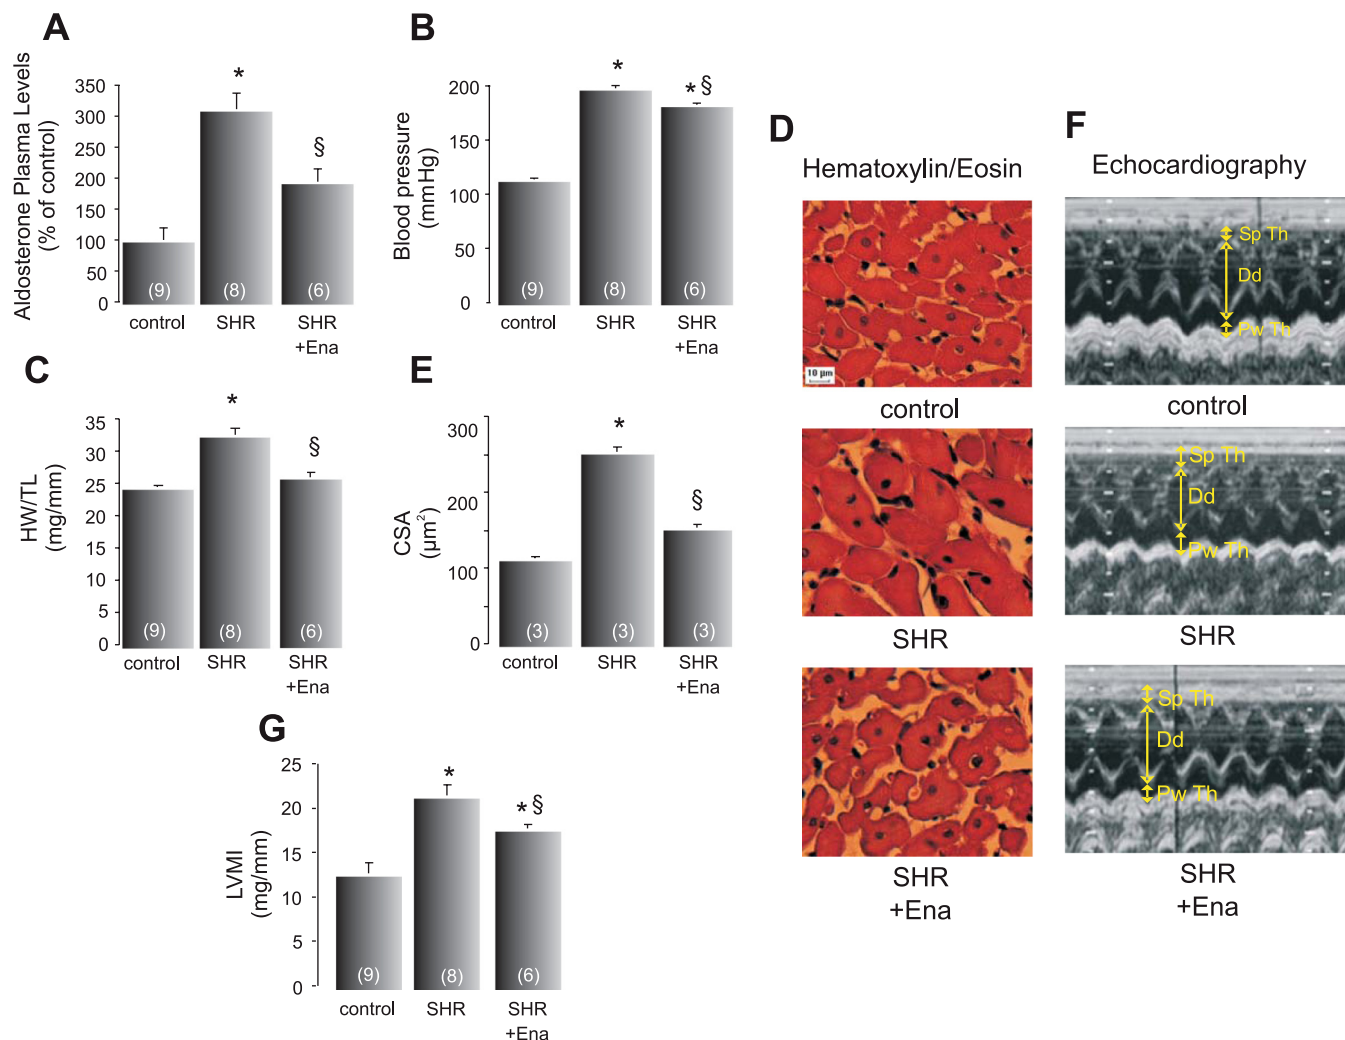 A
Aldosterone Plasma Levels
(% of control)
350
300
250
200
150
100
50
0
*
§
(9)
(8)
(6)
control
SHR
SHR
+Ena
B
Blood pressure
(mmHg)
200
150
100
50
0
*
* §
(9)
(8)
(6)
control
SHR
SHR
+Ena
C
HW/TL
(mg/mm)
35
30
25
20
15
10
5
0
*
§
(9)
(8)
(6)
control
SHR
SHR
+Ena
E
CSA
(µm²)
300
200
100
0
*
§
(3)
(3)
(3)
control
SHR
SHR
+Ena
G
LVMI
(mg/mm)
25
20
15
10
5
0
*
* §
(9)
(8)
(6)
control
SHR
SHR
+Ena
D
Hematoxylin/Eosin
10 µm
control
SHR
SHR
+Ena
F
Echocardiography
Sp Th
Dd
Pw Th
control
Sp Th
Dd
Pw Th
SHR
Sp Th
Dd
Pw Th
SHR
+Ena